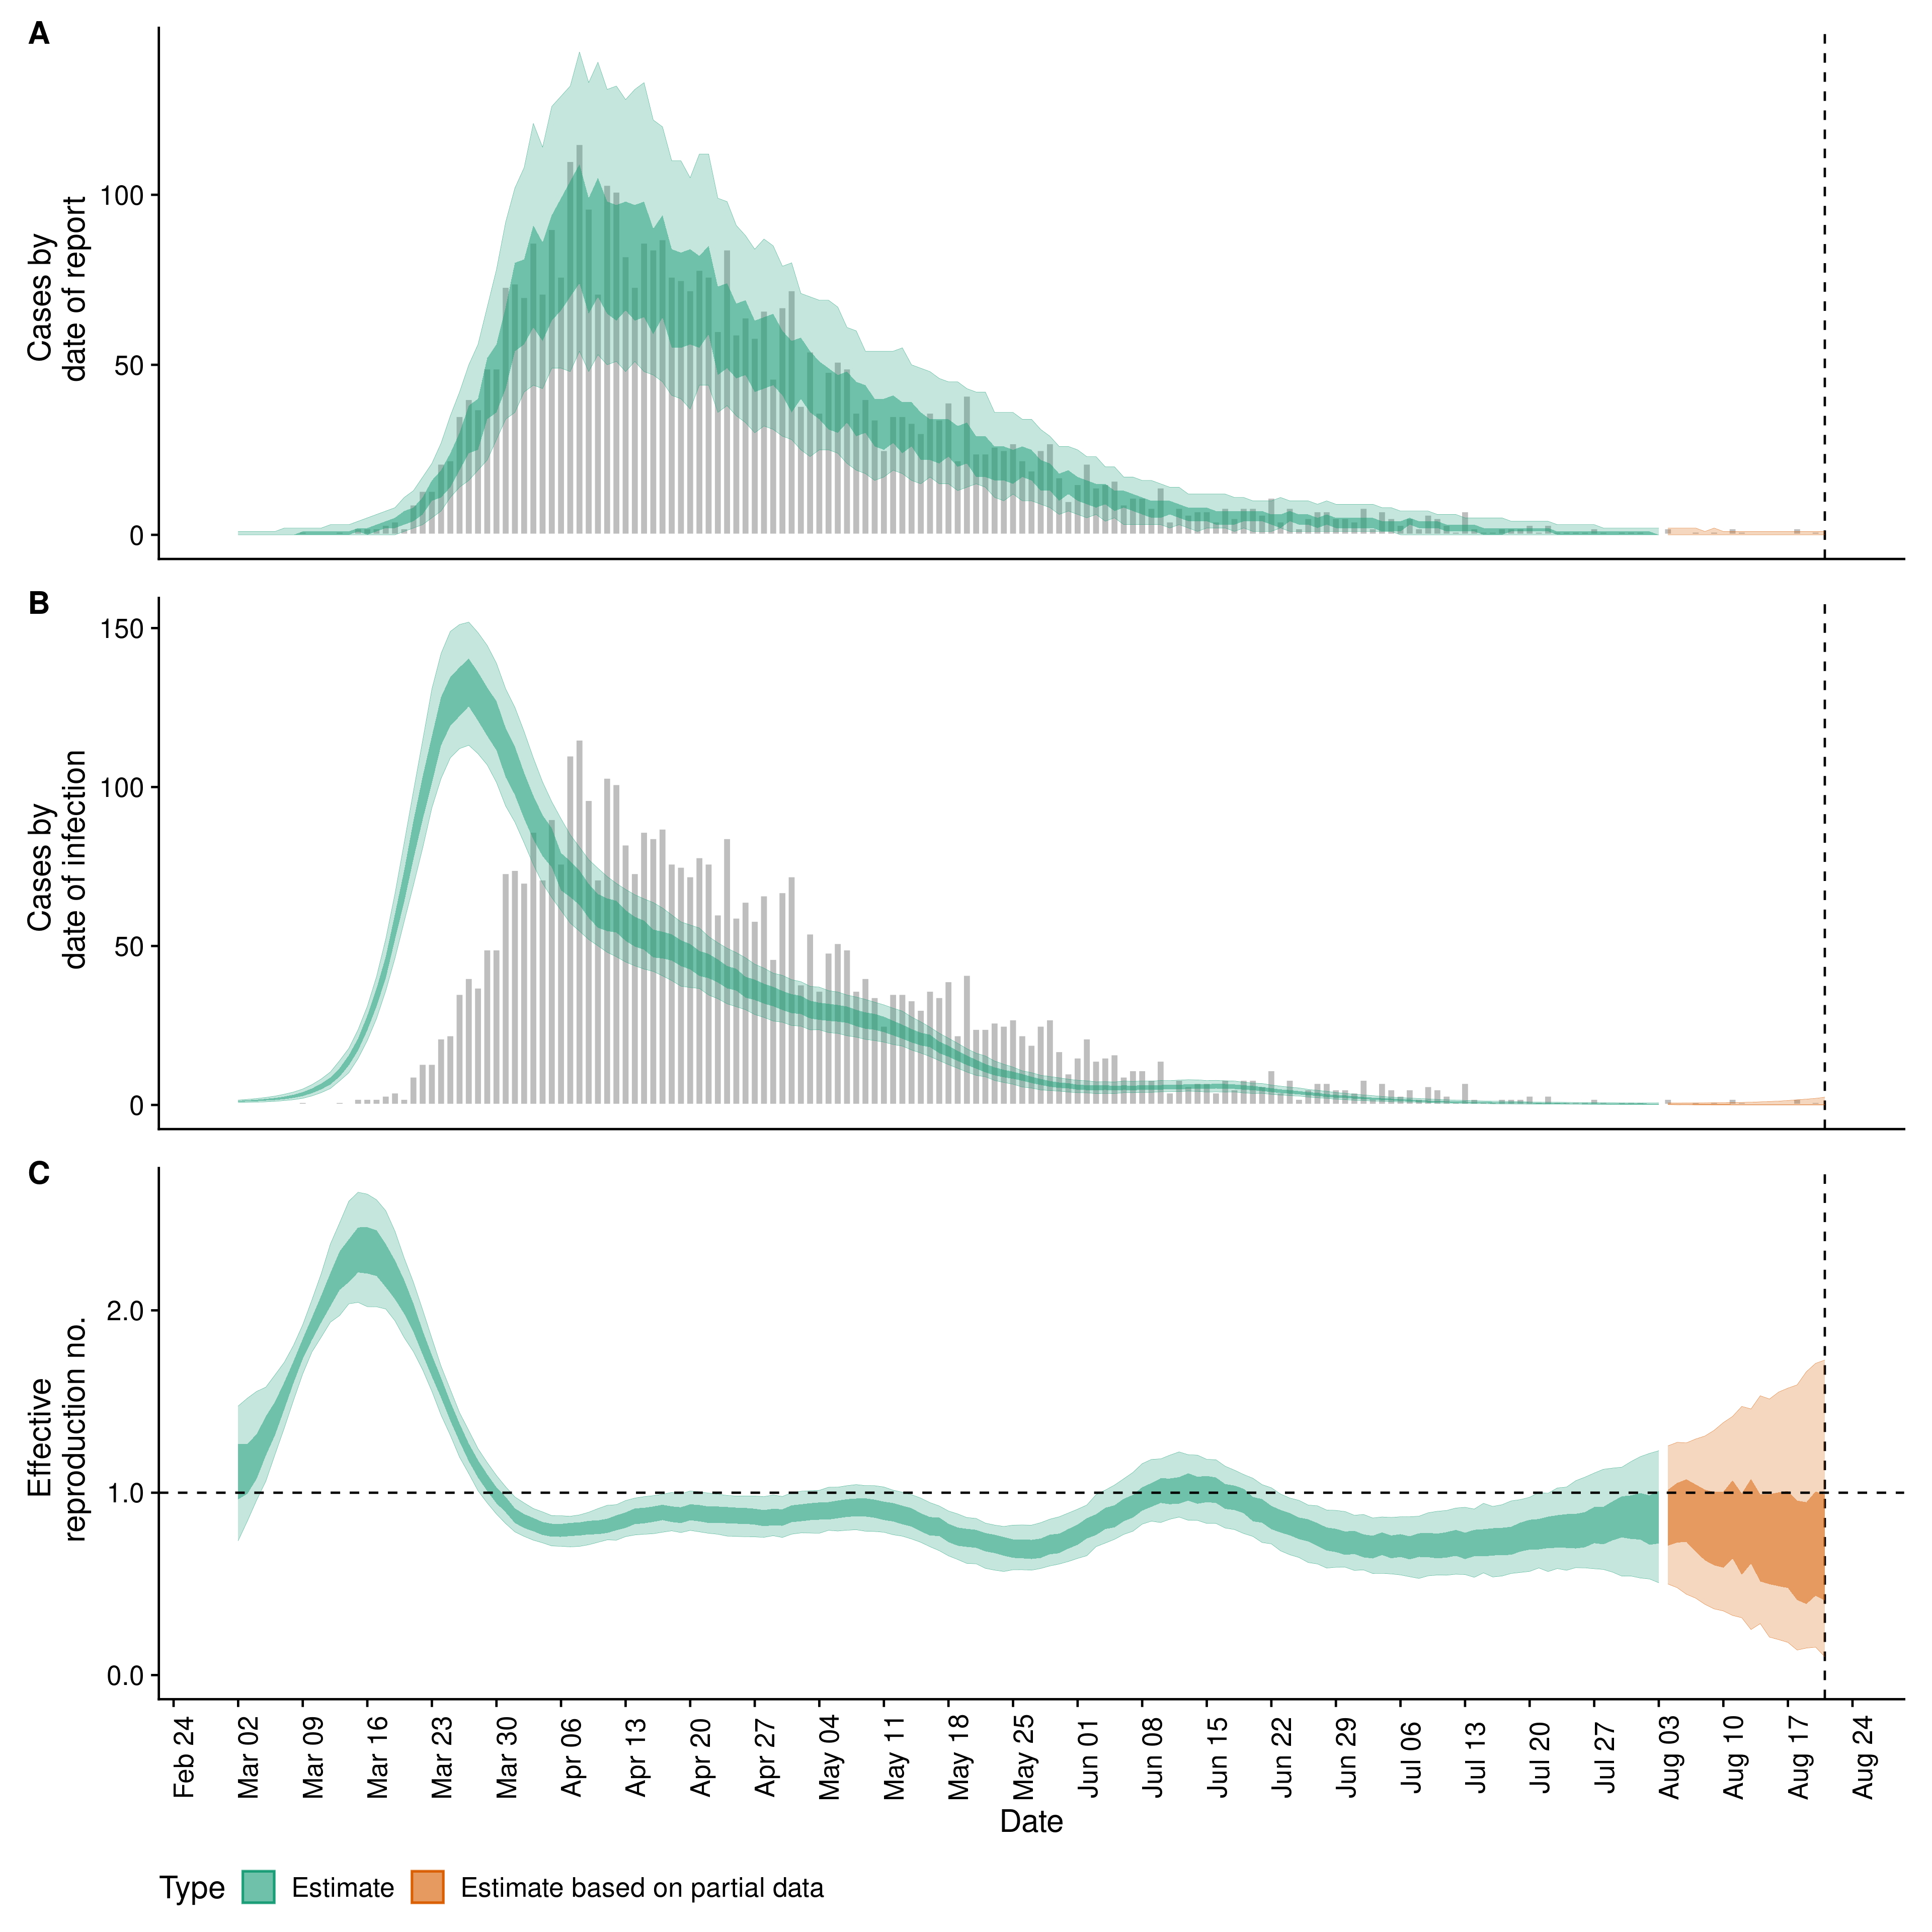 A
Cases by
date of report
100
50
0
B
Cases by
date of infection
150
100
50
0
C
Effective
reproduction no.
2.0
1.0
0.0
Feb 24
Mar 02
Mar 09
Mar 16
Mar 23
Mar 30
Apr 06
Apr 13
Apr 20
Apr 27
May 04
May 11
May 18
May 25
Jun 01
Jun 08
Jun 15
Jun 22
Jun 29
Jul 06
Jul 13
Jul 20
Jul 27
Aug 03
Aug 10
Aug 17
Aug 24
Date
Type Estimate Estimate based on partial data